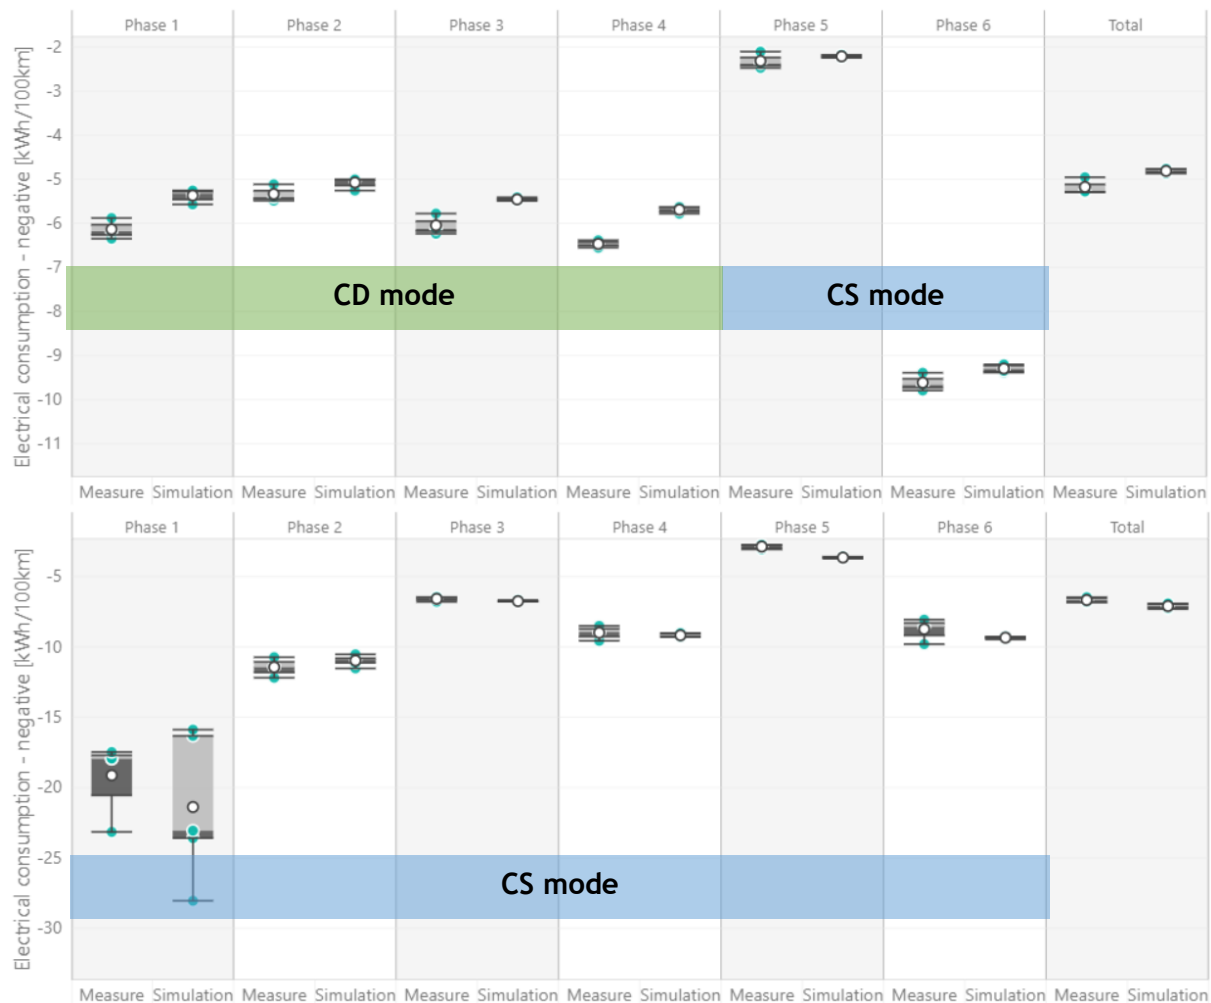 Phase 1 Phase 2 Phase 3 Phase 4 Phase 5 Phase 6 Total
Electrical consumption - negative [kWh/100km]
-2
-3
-4
-5
-6
-7
CD mode CS mode
-8
-9
-10
-11
Measure Simulation Measure Simulation Measure Simulation Measure Simulation Measure Simulation Measure Simulation Measure Simulation
Phase 1 Phase 2 Phase 3 Phase 4 Phase 5 Phase 6 Total
Electrical consumption - negative [kWh/100km]
-5
-10
-15
-20
-25
CS mode
-30
Measure Simulation Measure Simulation Measure Simulation Measure Simulation Measure Simulation Measure Simulation Measure Simulation